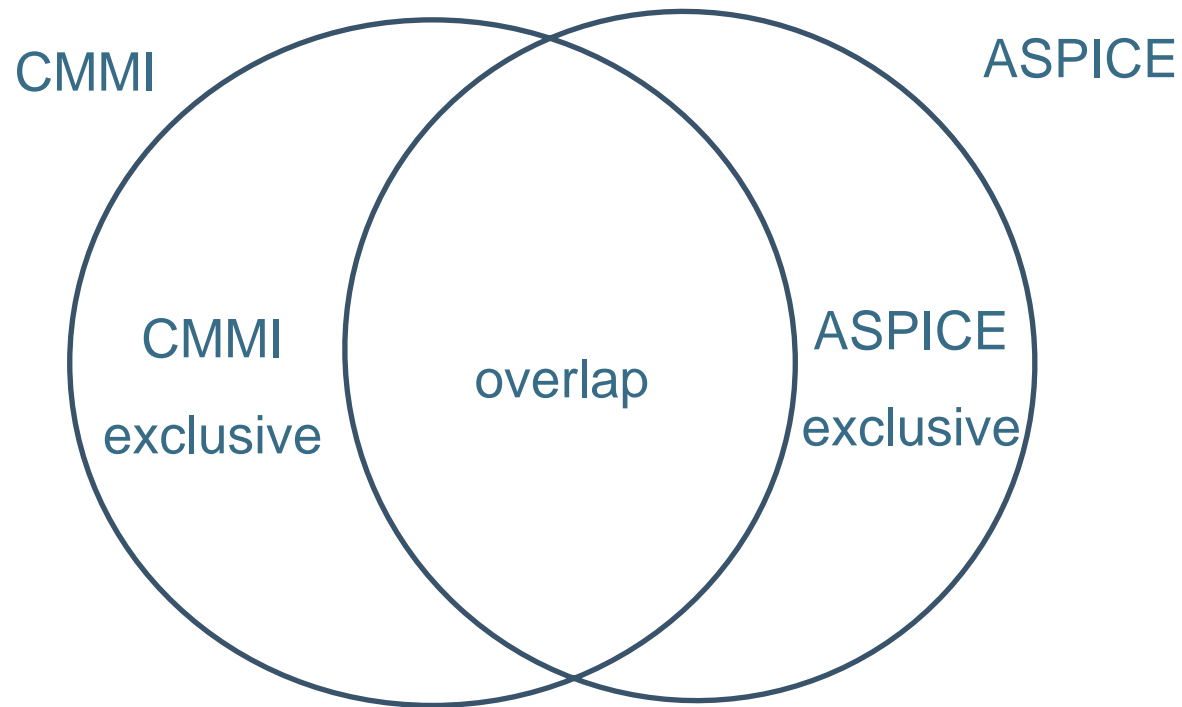 CMMI
ASPICE
CMMI
exclusive
overlap
ASPICE
exclusive